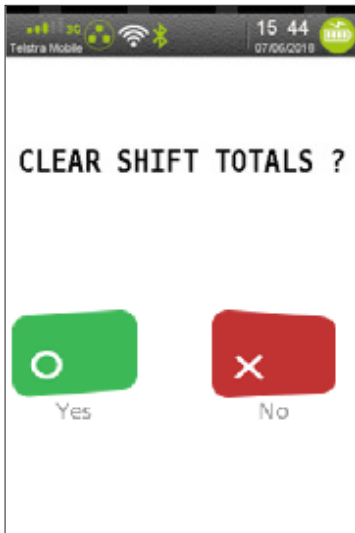 3G 15 44
Telstra Mobile 07/06/2018
CLEAR SHIFT TOTALS ?
Yes No